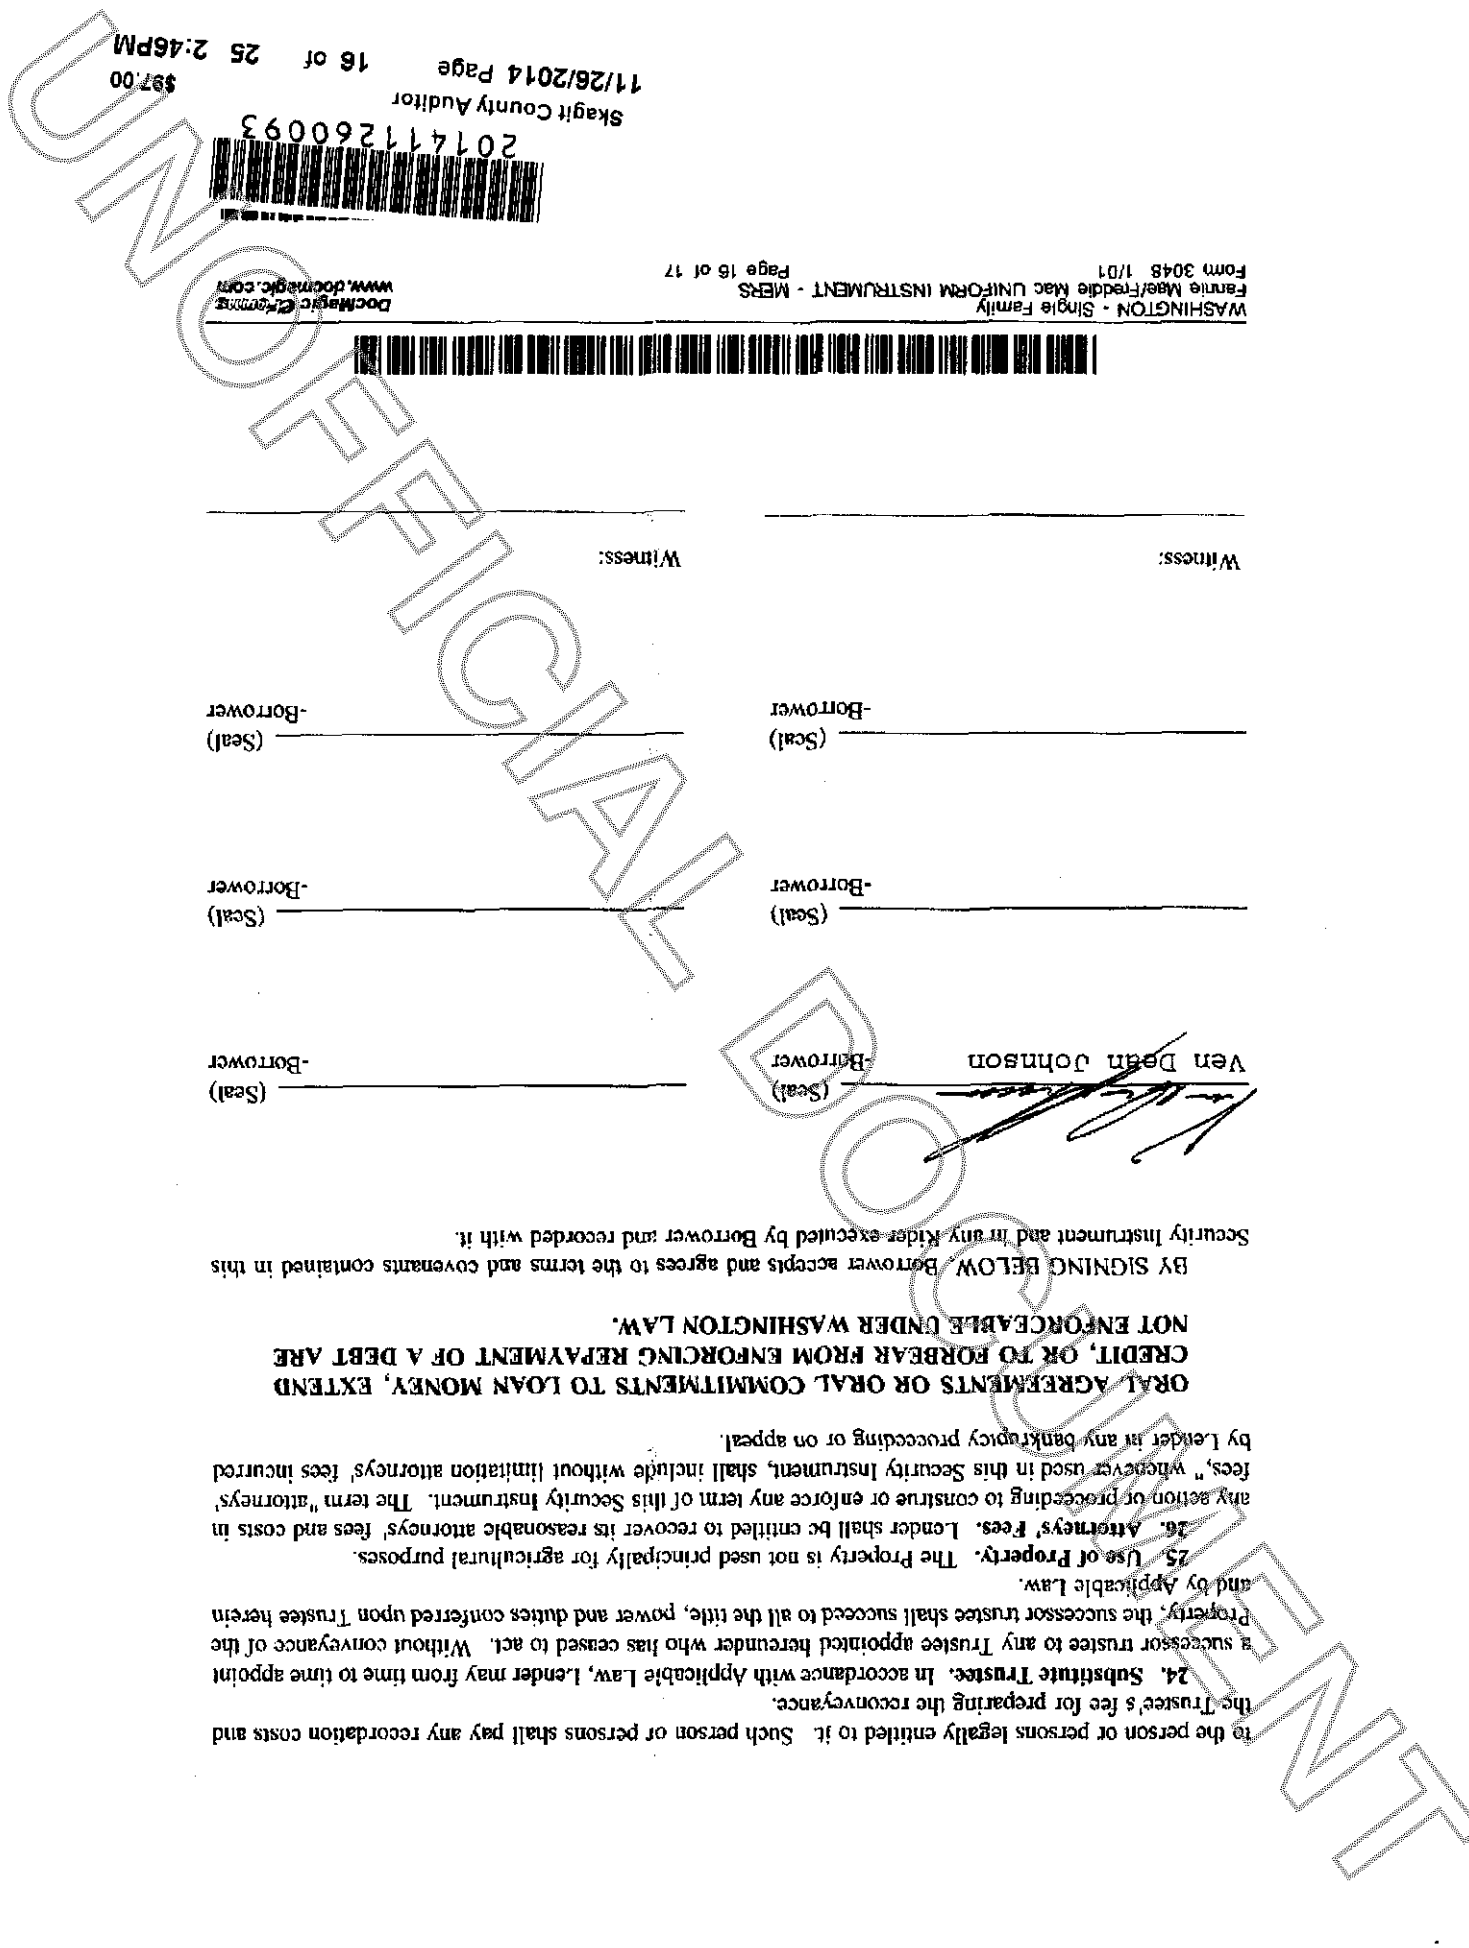 to the person or persons legally entitled to it. Such person or persons shall pay any recordation costs and
the Trustee's fee for preparing the reconveyance.
24. Substitute Trustee. In accordance with Applicable Law, Lender may from time to time appoint
a successor trustee to any Trustee appointed hereunder who has ceased to act. Without conveyance of the
Property, the successor trustee shall succeed to all the title, power and duties conferred upon Trustee herein
and by Applicable Law.
25. Use of Property. The Property is not used principally for agricultural purposes.
26. Attorneys' Fees. Lender shall be entitled to recover its reasonable attorneys' fees and costs in
any action or proceeding to construe or enforce any term of this Security Instrument. The term "attorneys'
fees," whenever used in this Security Instrument, shall include without limitation attorneys' fees incurred
by Lender in any bankruptcy proceeding or on appeal.
ORAL AGREEMENTS OR ORAL COMMITMENTS TO LOAN MONEY, EXTEND
CREDIT, OR TO FORBEAR FROM ENFORCING REPAYMENT OF A DEBT ARE
NOT ENFORCEABLE UNDER WASHINGTON LAW.
BY SIGNING BELOW, Borrower accepts and agrees to the terms and covenants contained in this
Security Instrument and in any Rider executed by Borrower and recorded with it.
(Seal) (Seal)
Ven Dean Johnson -Borrower -Borrower
(Seal) (Seal)
-Borrower -Borrower
(Seal) (Seal)
-Borrower -Borrower
Witness: Witness:
WASHINGTON - Single Family
Fannie Mae/Freddie Mac UNIFORM INSTRUMENT - MERS
Form 3048 1/01 Page 16 of 17
DocMagic
www.docmagic.com
201411260093
Skagit County Auditor $97.00
11/26/2014 Page 16 of 25 2:46PM
UNOFFICIAL DOCUMENT